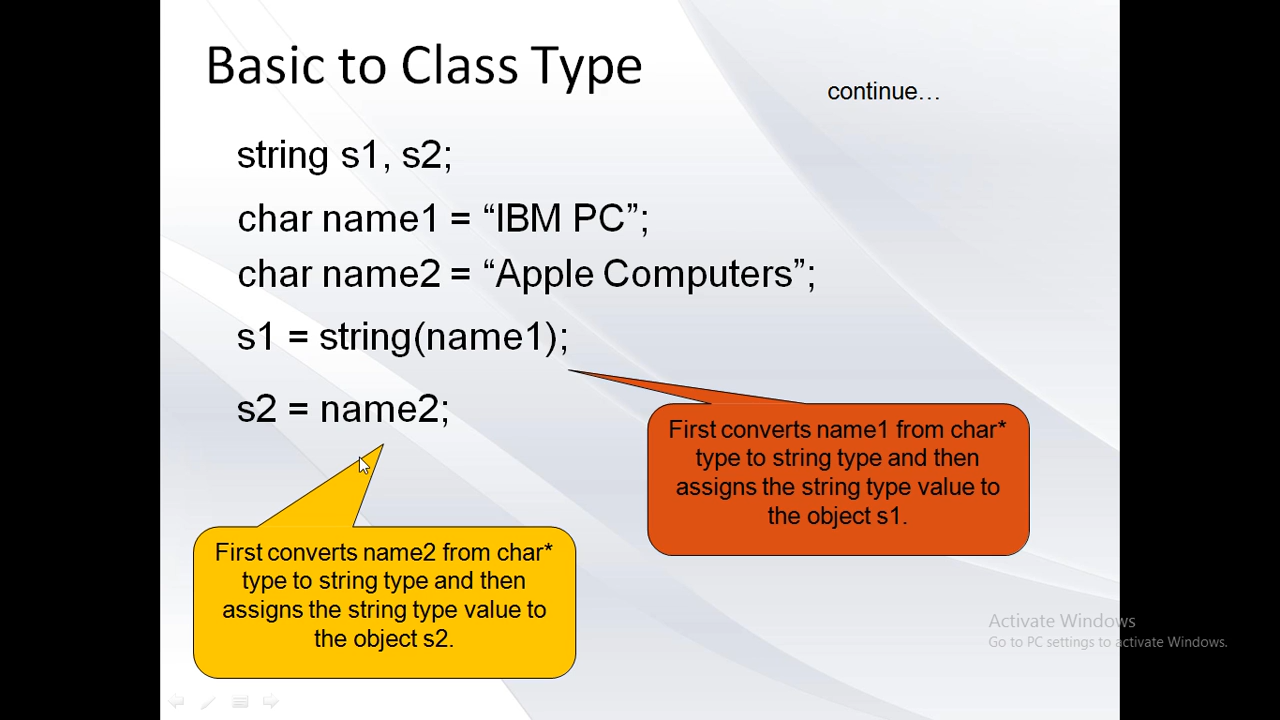 Basic to Class Type
continue…
string s1, s2;
char name1 = “IBM PC”;
char name2 = “Apple Computers”;
s1 = string(name1);
s2 = name2;
First converts name1 from char*
type to string type and then
assigns the string type value to
the object s1.
First converts name2 from char*
type to string type and then
assigns the string type value to
the object s2.
Activate Windows
Go to PC settings to activate Windows.